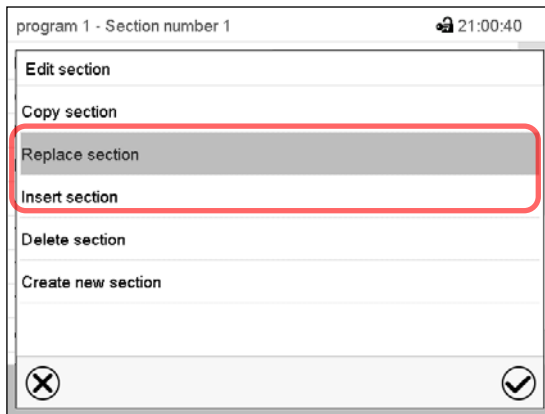 program 1 - Section number 1 21:00:40
Edit section
Copy section
Replace section
Insert section
Delete section
Create new section